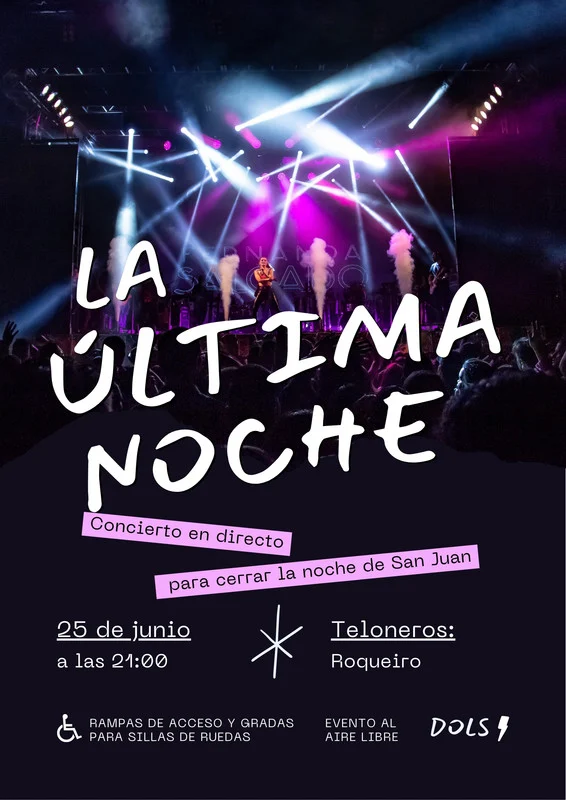 LA
ÚLTIMA
NOCHE
Concierto en directo
para cerrar la noche de San Juan
25 de junio
a las 21:00
Teloneros:
Roqueiro
RAMPAS DE ACCESO Y GRADAS
PARA SILLAS DE RUEDAS
EVENTO AL
AIRE LIBRE
DOLS